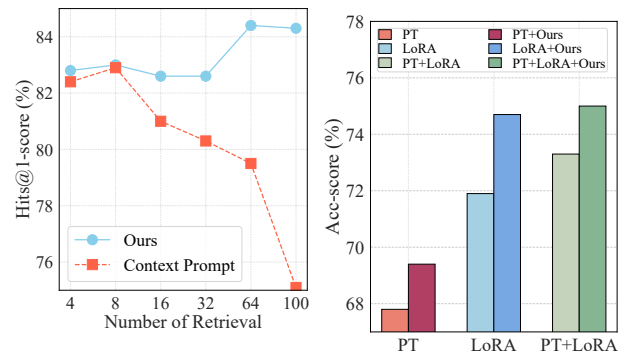 Hits@1-score (%)
84
82
80
78
76
4 8 16 32 64 100
Number of Retrieval
Ours
Context Prompt
Acc-score (%)
78
76
74
72
70
68
PT PT+Ours
LoRA LoRA+Ours
PT+LoRA PT+LoRA+Ours
PT LoRA PT+LoRA